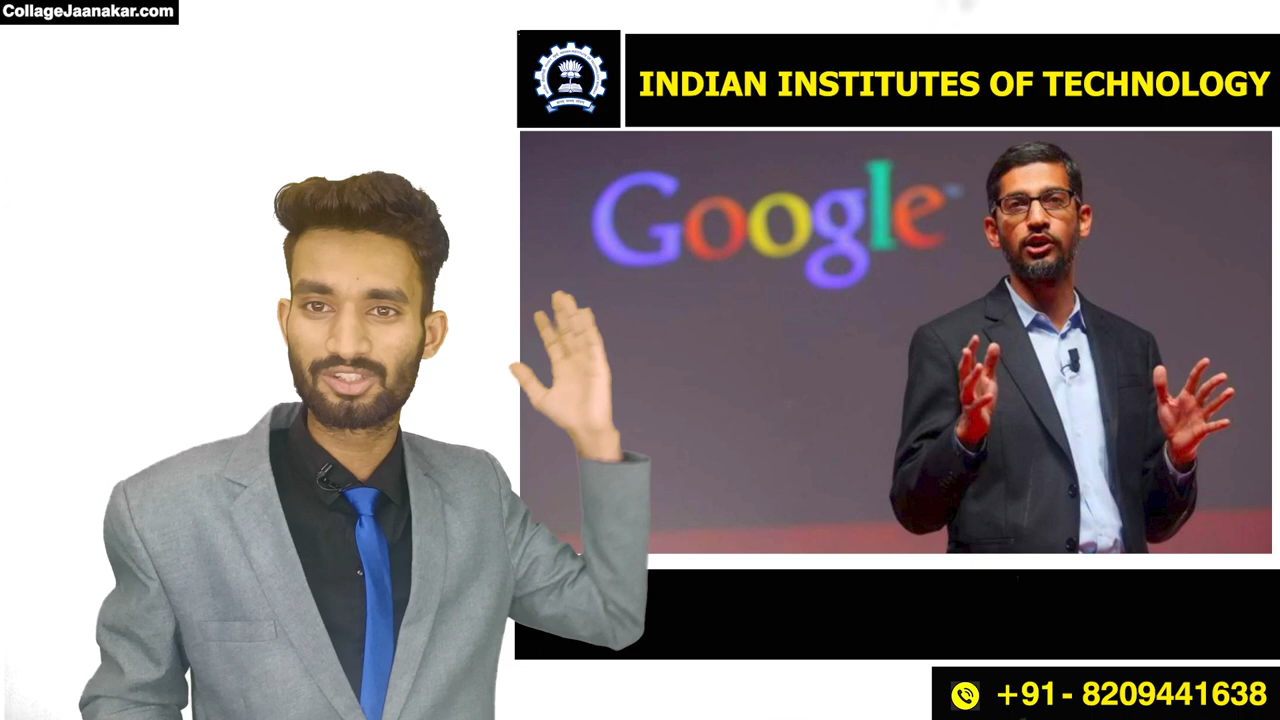 CollageJaanakar.com
INDIAN INSTITUTES OF TECHNOLOGY
Google
+91 - 8209441638